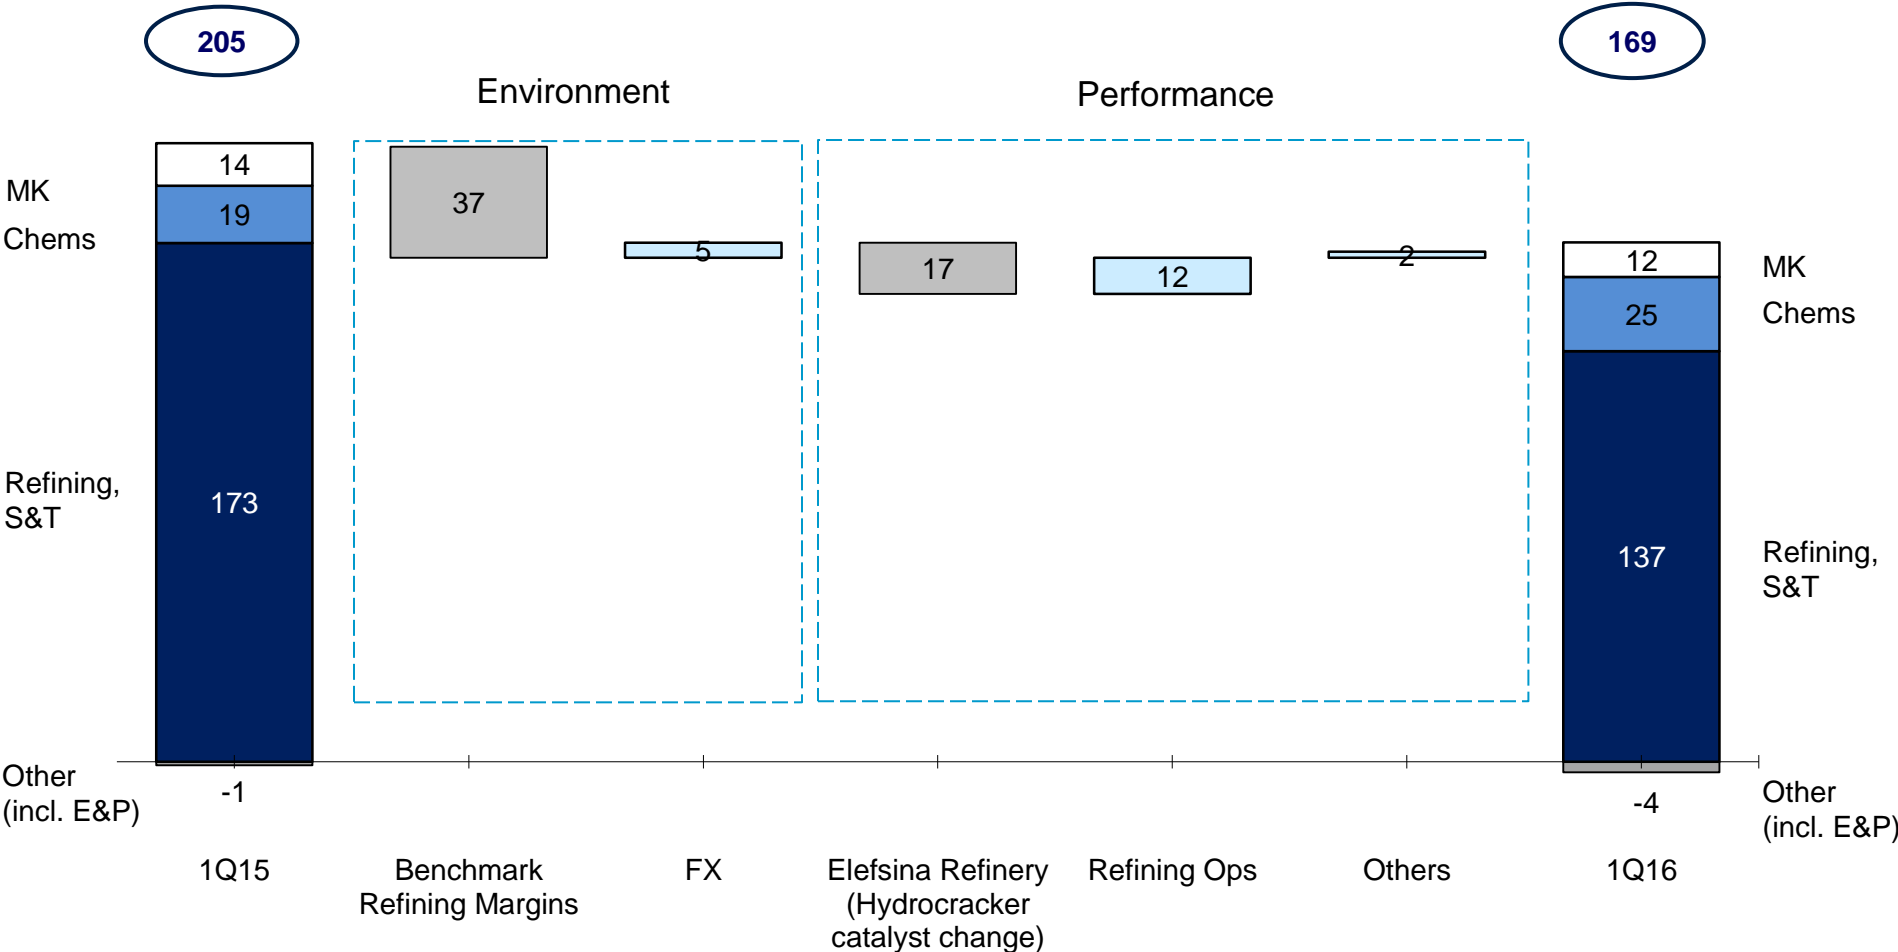 205
169
Environment
Performance
14
MK
19
Chems
37
5
17
12
2
12
MK
25
Chems
Refining,
S&T
173
137
Refining,
S&T
Other
(incl. E&P)
-1
-4
Other
(incl. E&P)
1Q15
Benchmark
Refining Margins
FX
Elefsina Refinery
(Hydrocracker
catalyst change)
Refining Ops
Others
1Q16